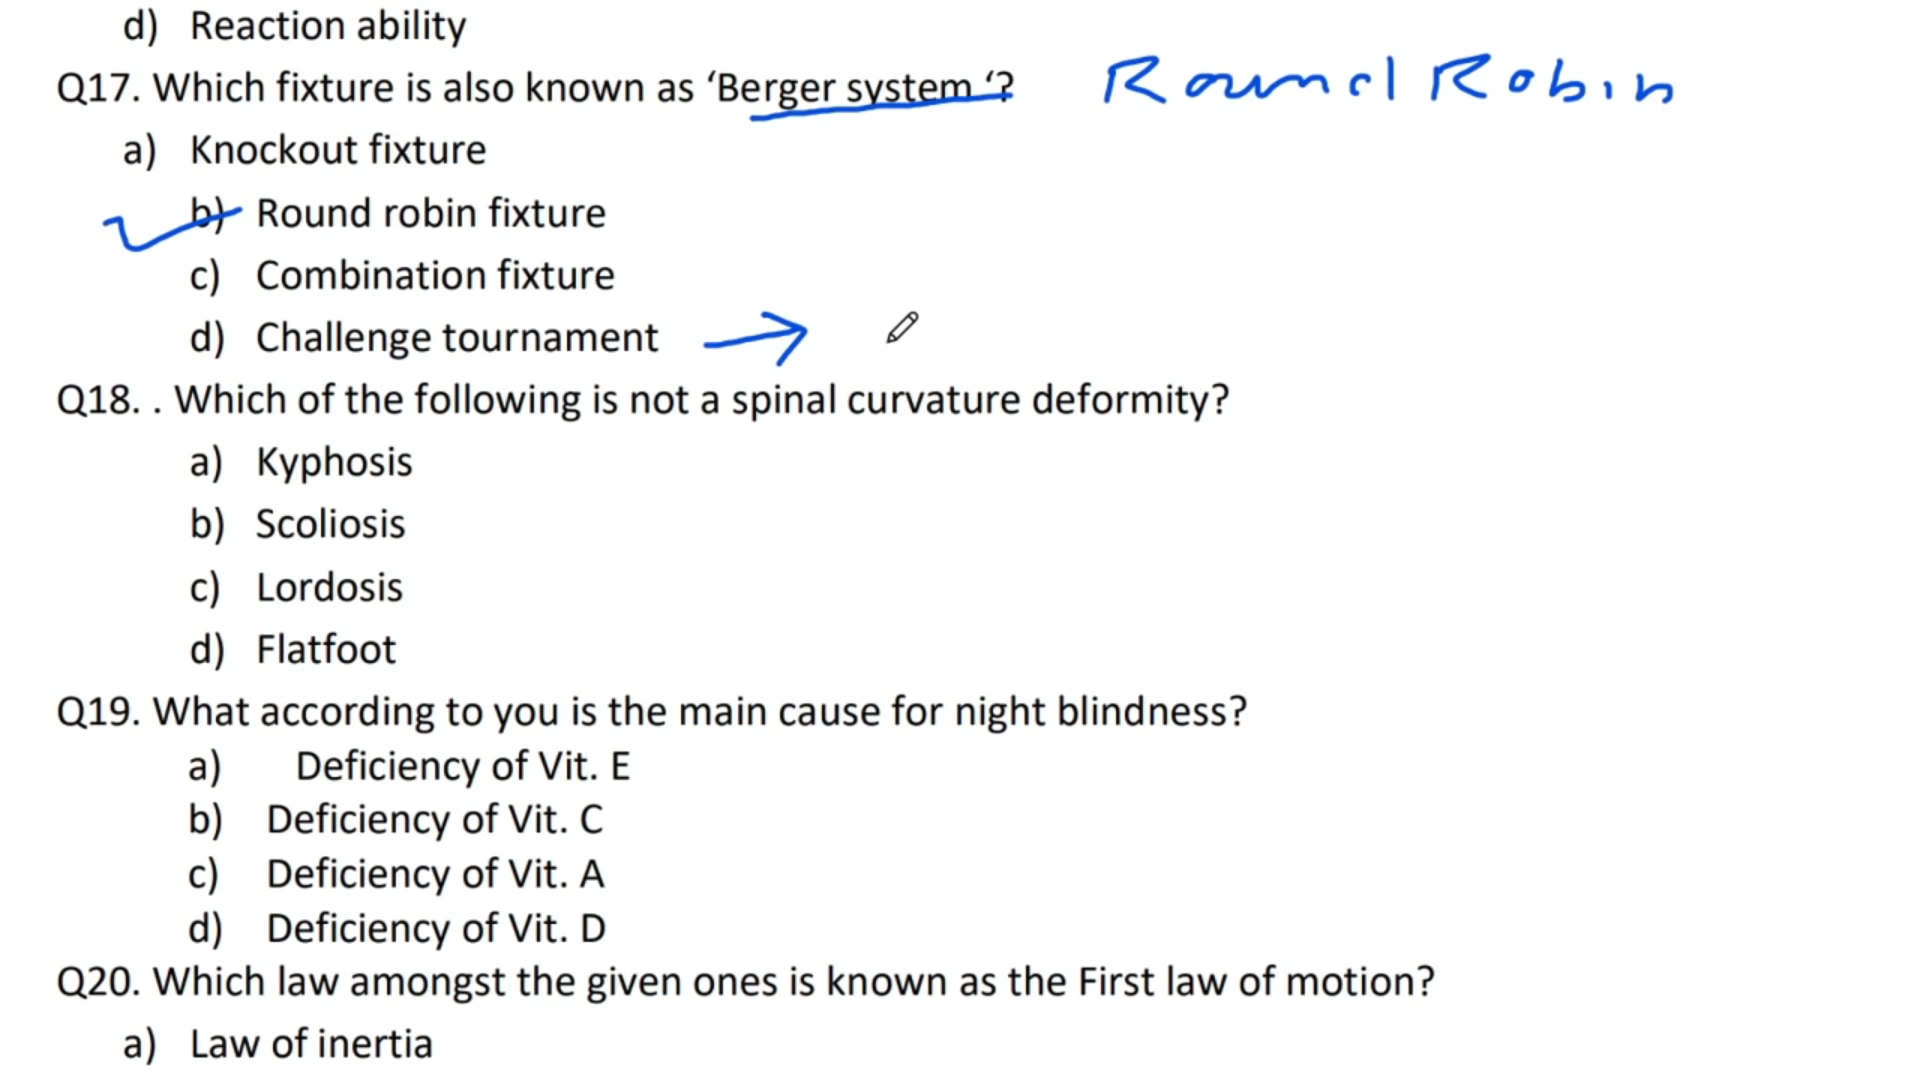 d) Reaction ability
Q17. Which fixture is also known as ‘Berger system ‘? Round Robin
a) Knockout fixture
b) Round robin fixture
c) Combination fixture
d) Challenge tournament
Q18. . Which of the following is not a spinal curvature deformity?
a) Kyphosis
b) Scoliosis
c) Lordosis
d) Flatfoot
Q19. What according to you is the main cause for night blindness?
a) Deficiency of Vit. E
b) Deficiency of Vit. C
c) Deficiency of Vit. A
d) Deficiency of Vit. D
Q20. Which law amongst the given ones is known as the First law of motion?
a) Law of inertia